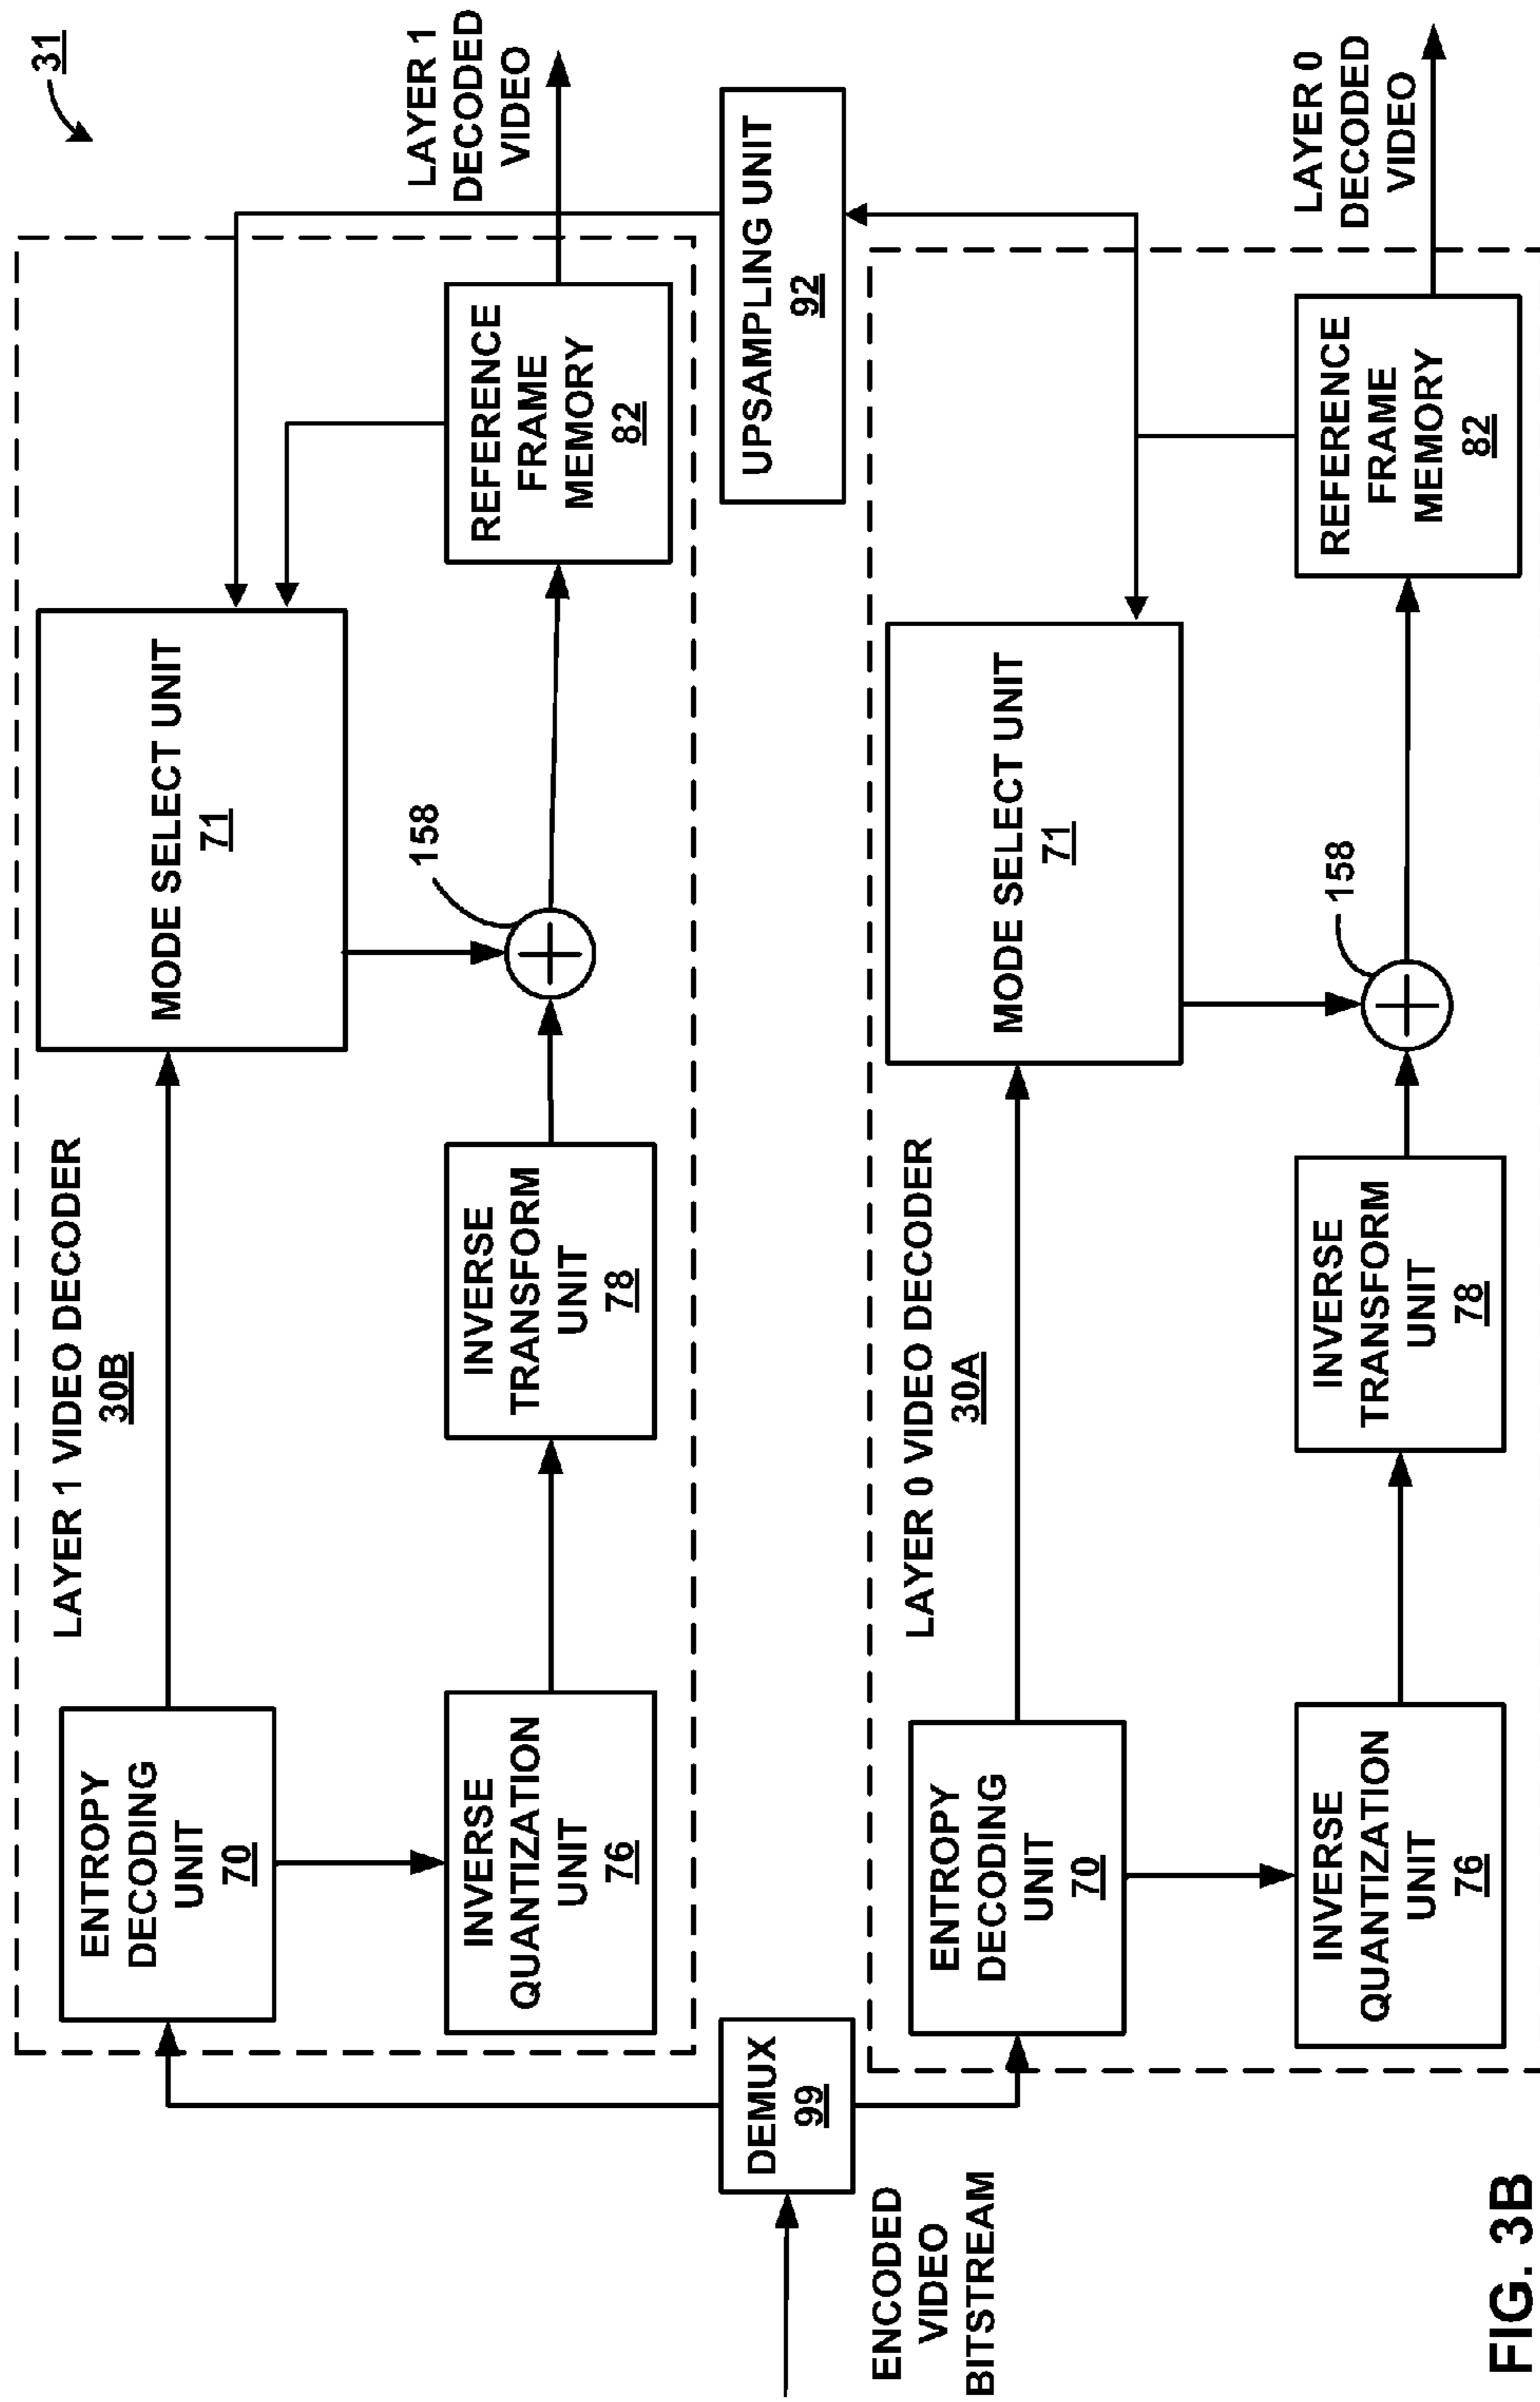 31
LAYER 1 VIDEO DECODER
30B
ENTROPY
DECODING
UNIT
70
MODE SELECT UNIT
71
INVERSE
QUANTIZATION
UNIT
76
INVERSE
TRANSFORM
UNIT
78
158
REFERENCE
FRAME
MEMORY
82
LAYER 1
DECODED
VIDEO
DEMUX
99
UPSAMPLING UNIT
92
ENCODED
VIDEO
BITSTREAM
LAYER 0 VIDEO DECODER
30A
ENTROPY
DECODING
UNIT
70
MODE SELECT UNIT
71
INVERSE
QUANTIZATION
UNIT
76
INVERSE
TRANSFORM
UNIT
78
158
REFERENCE
FRAME
MEMORY
82
LAYER 0
DECODED
VIDEO
FIG. 3B